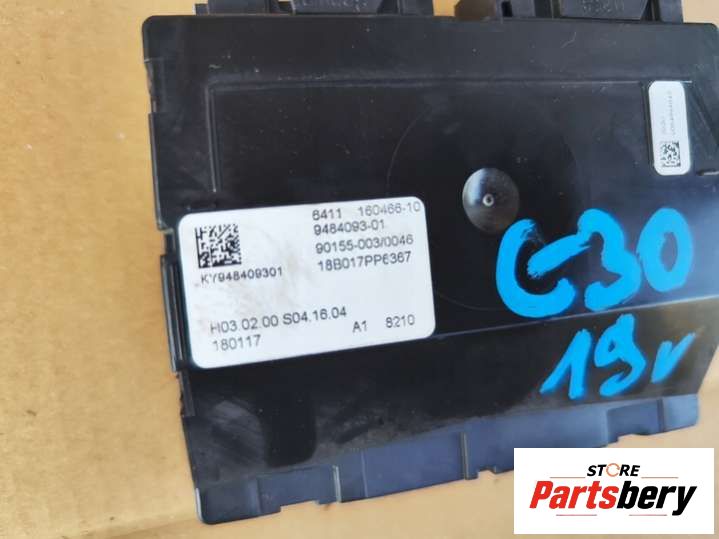 6411 160466-10
9484093-01
90155-003/0046
18B017PP6367
KY948409301
H03.02.00 S04.16.04
180117 A1 8210
C-30
19v
STORE
Partsbery